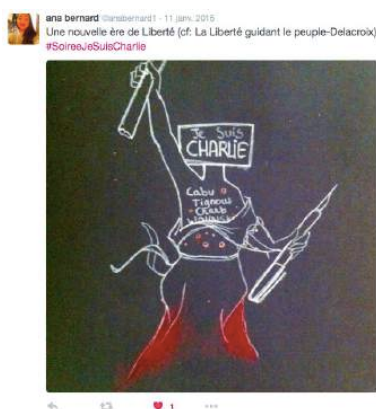 ana bernard @anabernard1 · 11 janv. 2015
Une nouvelle ère de Liberté (cf: La Liberté guidant le peuple-Delacroix)
#SoireeJeSuisCharlie
Je Suis
CHARLIE
Cabu
Tignous
Charb
1